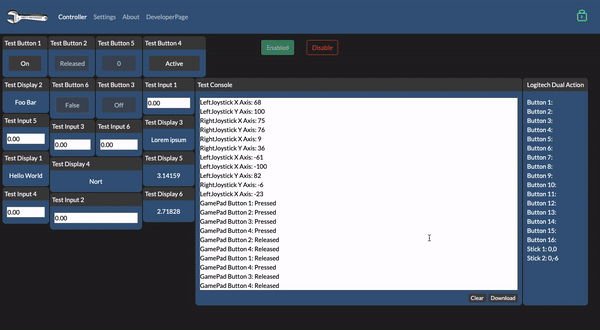 Controller Settings About DeveloperPage
Test Button 1 Test Button 2 Test Button 5 Test Button 4
On Released 0 Active
Enabled Disable
Test Display 2 Test Button 6 Test Button 3 Test Input 1
Foo Bar False Off 0.00
Test Input 5 Test Input 3 Test Input 6 Test Display 3
0.00 0.00 0.00 Lorem ipsum
Test Display 1 Test Display 4 Test Display 5
Hello World Nort 3.14159
Test Input 4 Test Input 2 Test Display 6
0.00 0.00 2.71828
Test Console
LeftJoystick X Axis: 68
LeftJoystick Y Axis: 100
RightJoystick X Axis: 75
RightJoystick Y Axis: 76
RightJoystick X Axis: 9
RightJoystick Y Axis: 36
LeftJoystick X Axis: -61
LeftJoystick X Axis: -100
LeftJoystick Y Axis: 82
RightJoystick Y Axis: -6
LeftJoystick X Axis: -23
GamePad Button 1: Pressed
GamePad Button 2: Pressed
GamePad Button 3: Pressed
GamePad Button 4: Pressed
GamePad Button 2: Released
GamePad Button 4: Released
GamePad Button 1: Released
GamePad Button 4: Pressed
GamePad Button 3: Released
GamePad Button 4: Released
Clear Download
Logitech Dual Action
Button 1:
Button 2:
Button 3:
Button 4:
Button 5:
Button 6:
Button 7:
Button 8:
Button 9:
Button 10:
Button 11:
Button 12:
Button 13:
Button 14:
Button 15:
Button 16:
Stick 1: 0,0
Stick 2: 0,-6